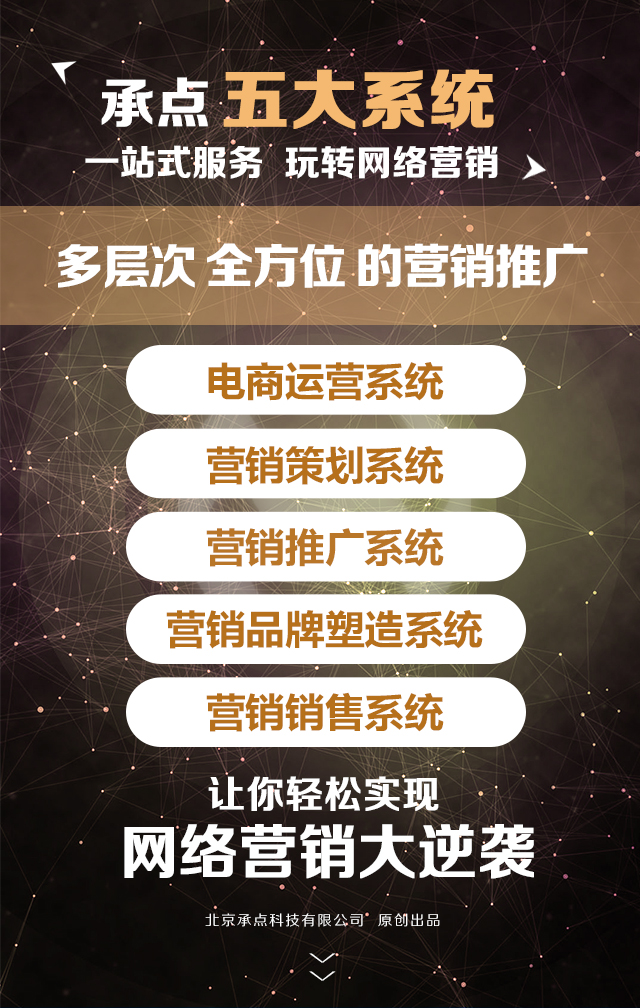 承点 五大系统
一站式服务 玩转网络营销
多层次 全方位 的营销推广
电商运营系统
营销策划系统
营销推广系统
营销品牌塑造系统
营销销售系统
让你轻松实现
网络营销大逆袭
北京承点科技有限公司 原创出品